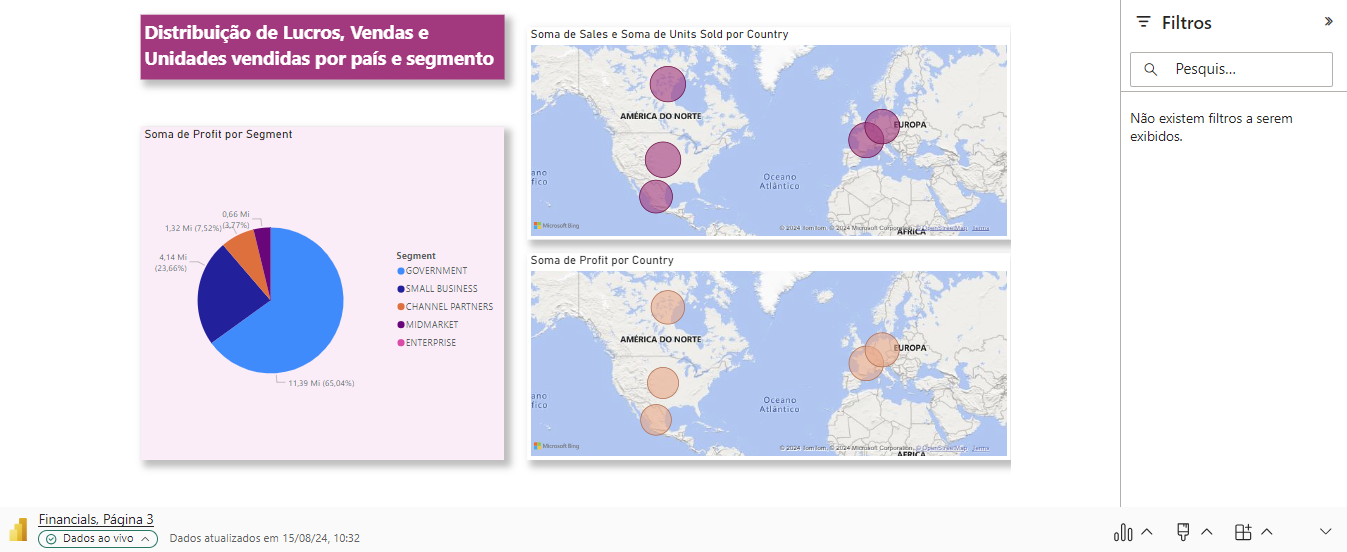 Distribuição de Lucros, Vendas e
Unidades vendidas por país e segmento
Soma de Profit por Segment
0,66 Mi
(3,77%)
1,32 Mi (7,52%)
4,14 Mi
(23,66%)
11,39 Mi (65,04%)
Segment
GOVERNMENT
SMALL BUSINESS
CHANNEL PARTNERS
MIDMARKET
ENTERPRISE
Soma de Sales e Soma de Units Sold por Country
AMÉRICA DO NORTE
EUROPA
ano
fico
Oceano
Atlântico
ÁFRICA
Microsoft Bing
© 2024 TomTom, © 2024 Microsoft Corporation, © OpenStreetMap Terms
Soma de Profit por Country
AMÉRICA DO NORTE
EUROPA
ano
fico
Oceano
Atlântico
ÁFRICA
Microsoft Bing
© 2024 TomTom, © 2024 Microsoft Corporation, © OpenStreetMap Terms
Filtros
Pesquis...
Não existem filtros a serem
exibidos.
Financials, Página 3
Dados ao vivo
Dados atualizados em 15/08/24, 10:32